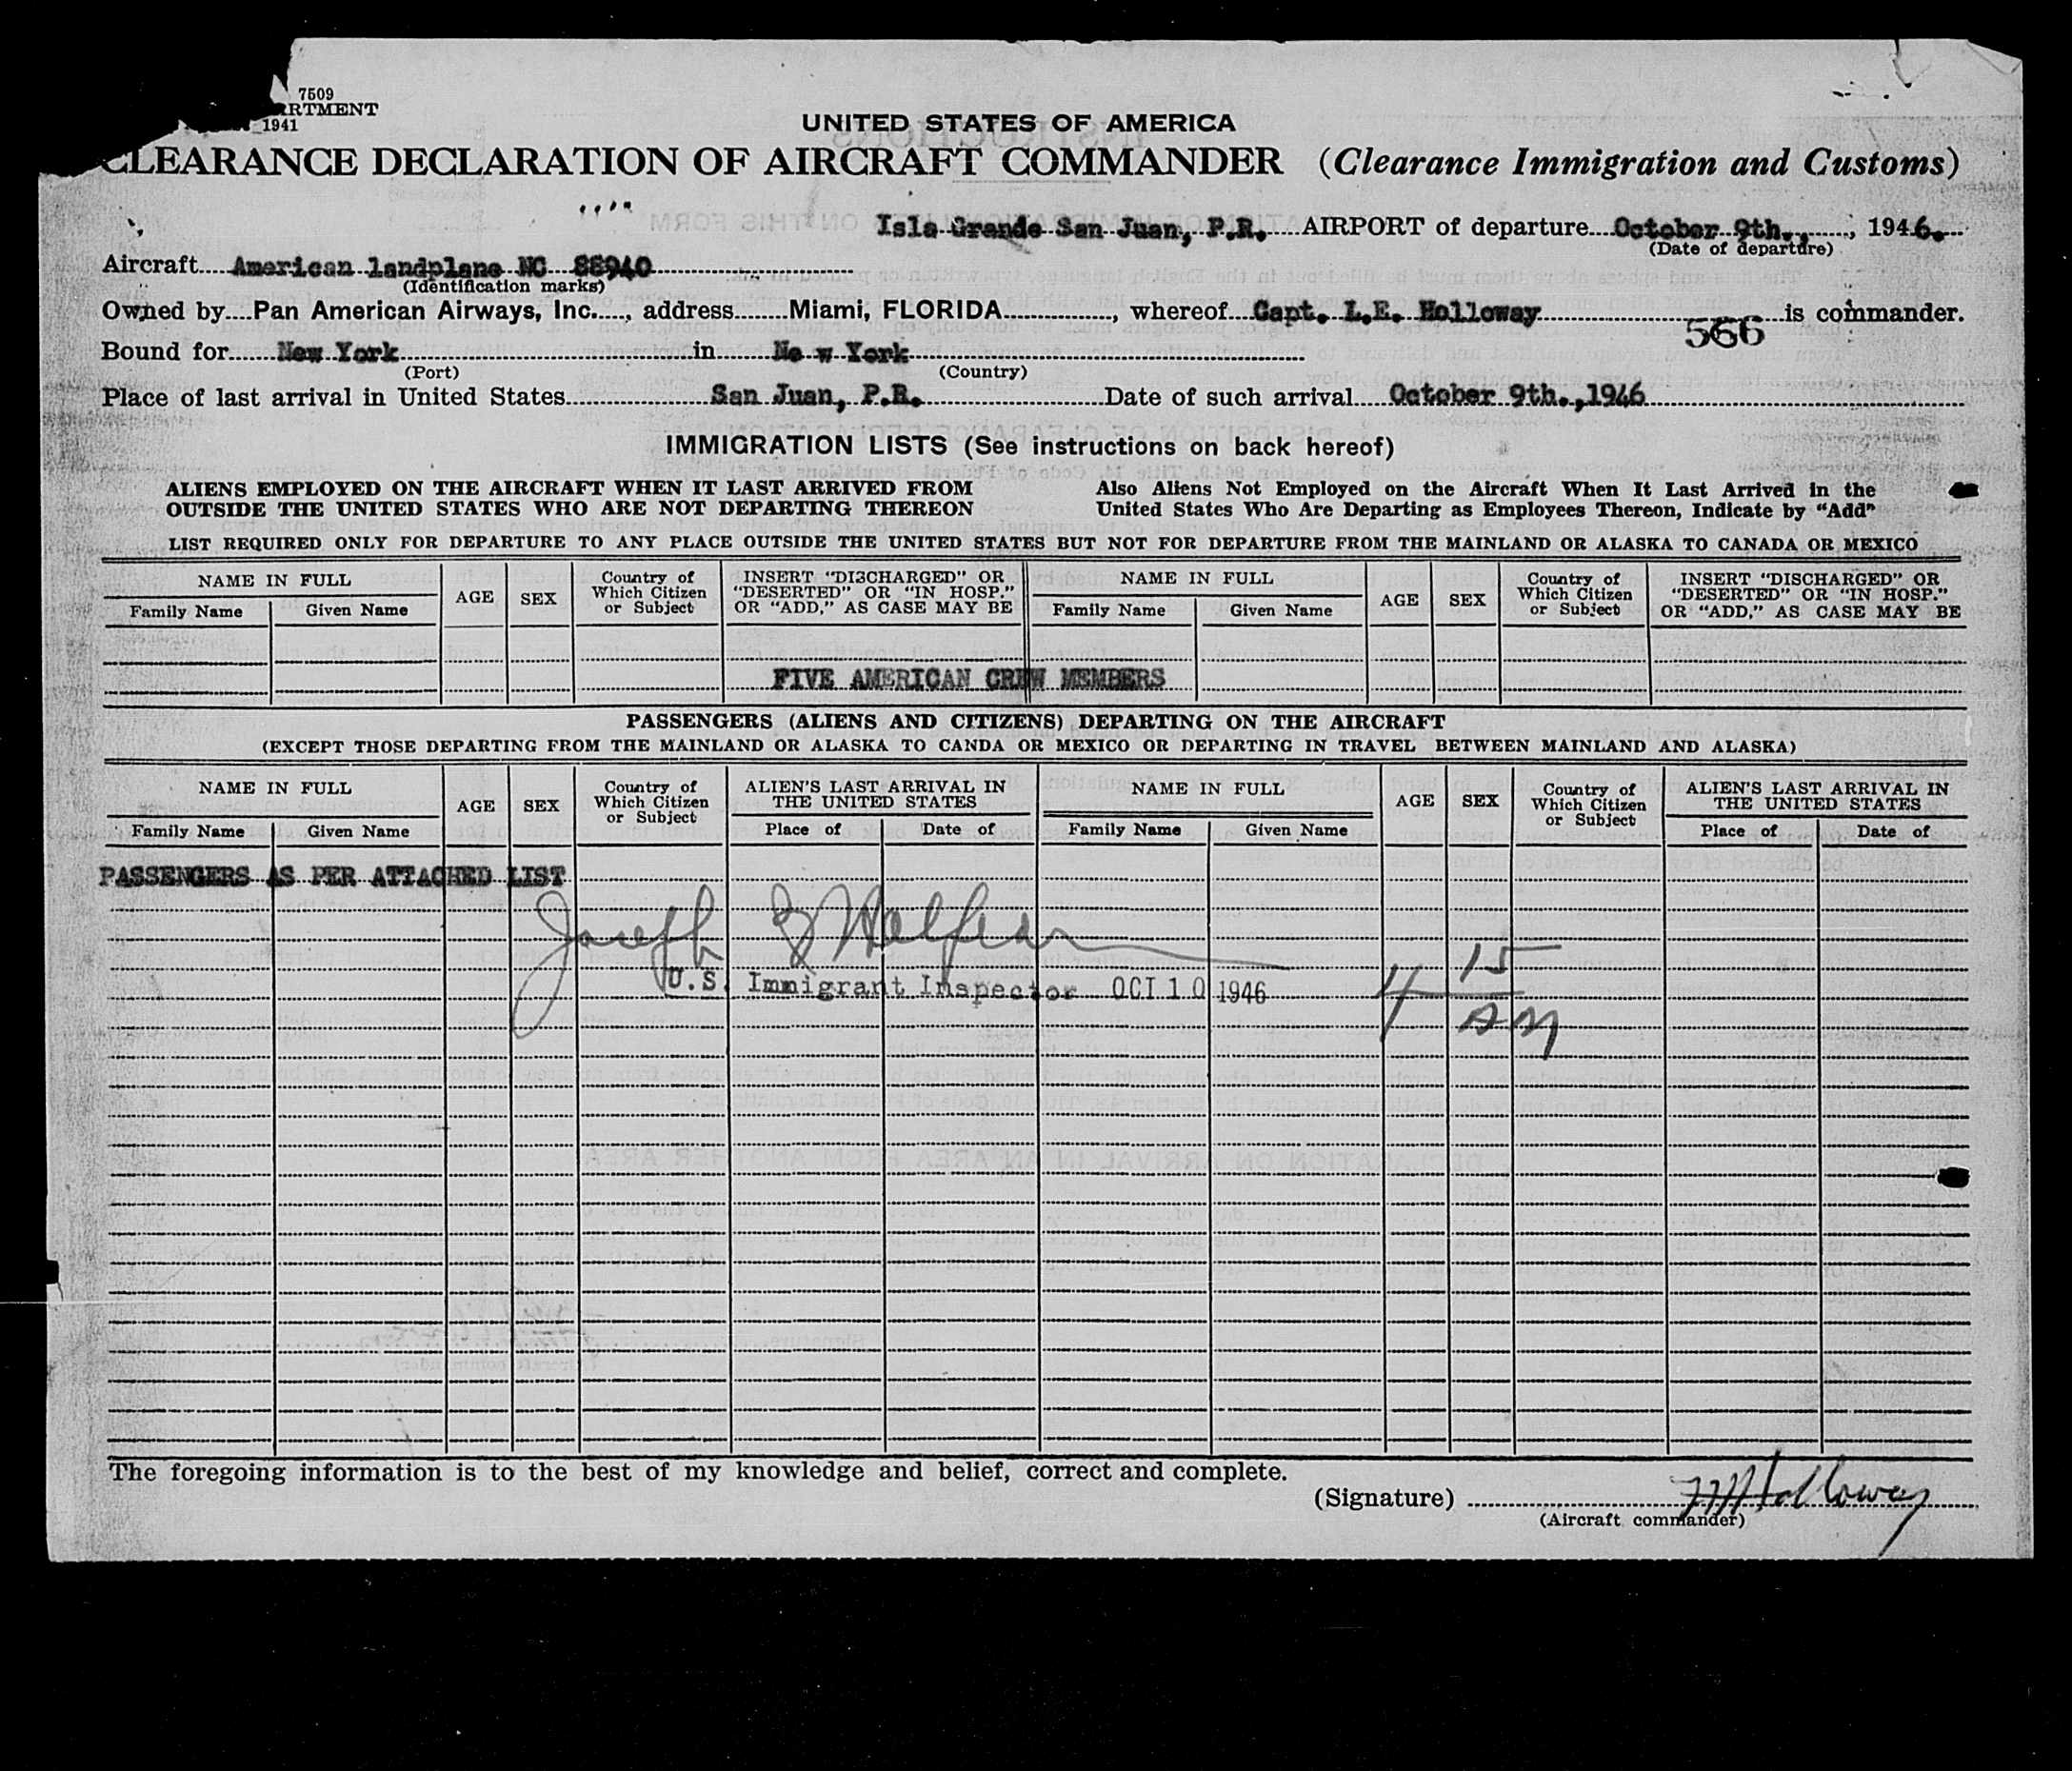 7509
RTMENT
1941
UNITED STATES OF AMERICA
CLEARANCE DECLARATION OF AIRCRAFT COMMANDER (Clearance Immigration and Customs)
Isla Grande San Juan, P.R. AIRPORT of departure October 9th., 1946.
(Date of departure)
Aircraft American landplane NC 88940
(Identification marks)
Owned by Pan American Airways, Inc., address Miami, FLORIDA, whereof Capt. L.E. Holloway is commander.
566
Bound for New York in Ne w York
(Port) (Country)
Place of last arrival in United States San Juan, P.R. Date of such arrival October 9th.,1946
IMMIGRATION LISTS (See instructions on back hereof)
ALIENS EMPLOYED ON THE AIRCRAFT WHEN IT LAST ARRIVED FROM
OUTSIDE THE UNITED STATES WHO ARE NOT DEPARTING THEREON
Also Aliens Not Employed on the Aircraft When It Last Arrived in the
United States Who Are Departing as Employees Thereon, Indicate by "Add"
LIST REQUIRED ONLY FOR DEPARTURE TO ANY PLACE OUTSIDE THE UNITED STATES BUT NOT FOR DEPARTURE FROM THE MAINLAND OR ALASKA TO CANADA OR MEXICO
NAME IN FULL
Family Name Given Name
AGE
SEX
Country of
Which Citizen
or Subject
INSERT "DISCHARGED" OR
"DESERTED" OR "IN HOSP."
OR "ADD," AS CASE MAY BE
NAME IN FULL
Family Name Given Name
AGE
SEX
Country of
Which Citizen
or Subject
INSERT "DISCHARGED" OR
"DESERTED" OR "IN HOSP."
OR "ADD," AS CASE MAY BE
FIVE AMERICAN CREW MEMBERS
PASSENGERS (ALIENS AND CITIZENS) DEPARTING ON THE AIRCRAFT
(EXCEPT THOSE DEPARTING FROM THE MAINLAND OR ALASKA TO CANDA OR MEXICO OR DEPARTING IN TRAVEL BETWEEN MAINLAND AND ALASKA)
NAME IN FULL
Family Name Given Name
AGE
SEX
Country of
Which Citizen
or Subject
ALIEN'S LAST ARRIVAL IN
THE UNITED STATES
Place of Date of
NAME IN FULL
Family Name Given Name
AGE
SEX
Country of
Which Citizen
or Subject
ALIEN'S LAST ARRIVAL IN
THE UNITED STATES
Place of Date of
PASSENGERS AS PER ATTACHED LIST
Joseph
U.S. Immigrant Inspector OCT 10 1946
4 15
AM
The foregoing information is to the best of my knowledge and belief, correct and complete.
(Signature) Holloway
(Aircraft commander)